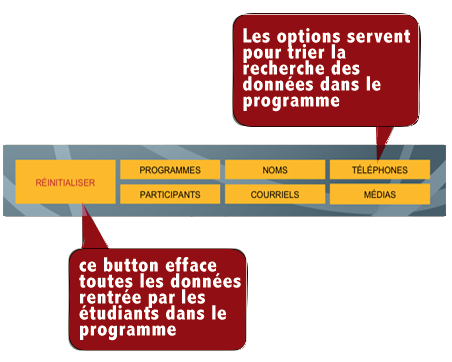 Les options servent
pour trier la
recherche des
données dans le
programme
RÉINITIALISER
PROGRAMMES
NOMS
TÉLÉPHONES
PARTICIPANTS
COURRIELS
MÉDIAS
ce button efface
toutes les données
rentrée par les
étudiants dans le
programme